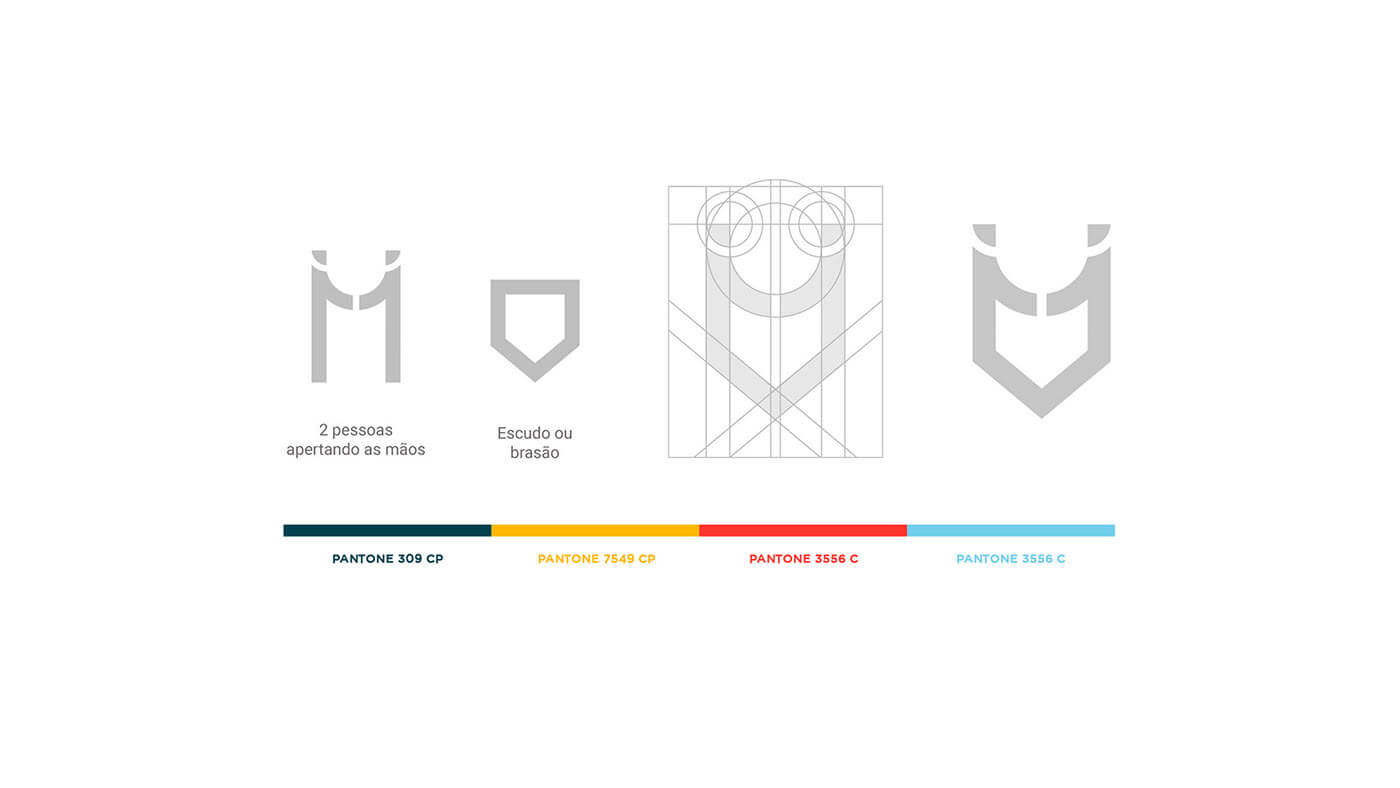 2 pessoas
apertando as mãos
Escudo ou
brasão
PANTONE 309 CP
PANTONE 7549 CP
PANTONE 3556 C
PANTONE 3556 C